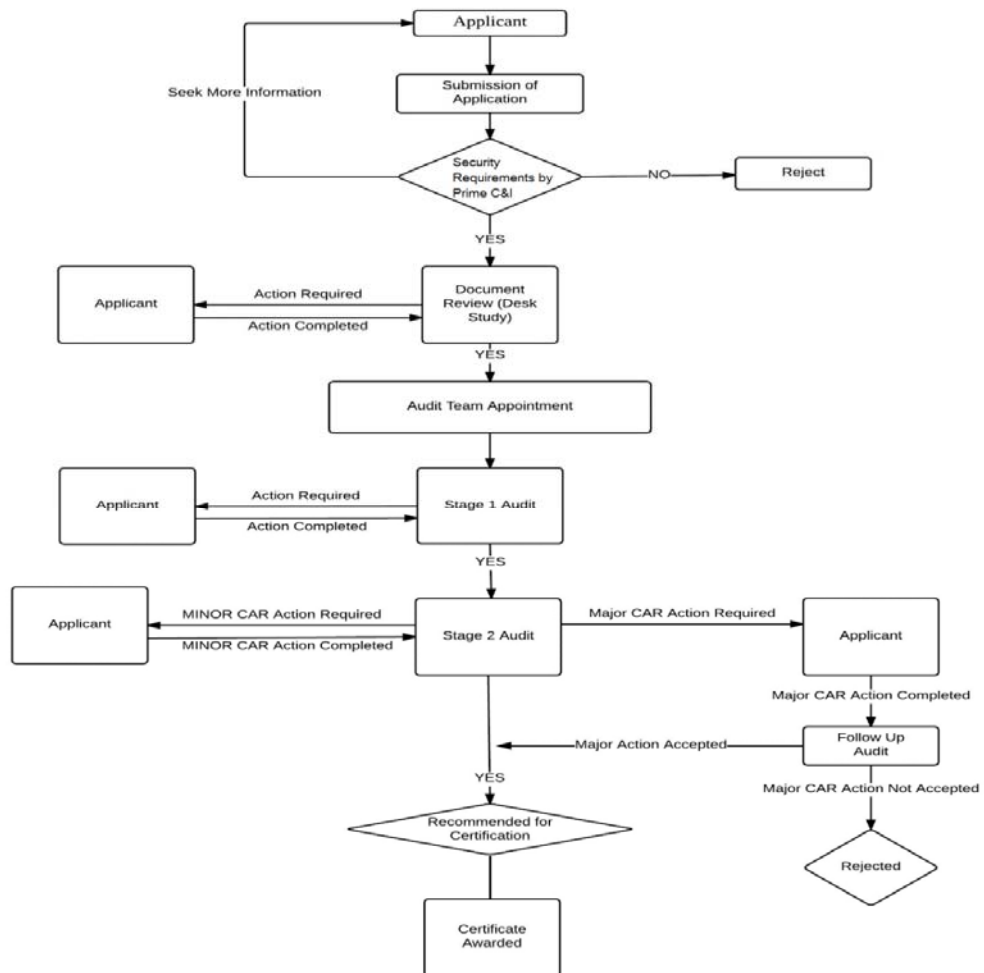 Applicant
Seek More Information
Submission of
Application
Security
Requirements by
Prime C&I
NO
Reject
YES
Applicant
Action Required
Action Completed
Document
Review (Desk
Study)
YES
Audit Team Appointment
Applicant
Action Required
Action Completed
Stage 1 Audit
YES
Applicant
MINOR CAR Action Required
MINOR CAR Action Completed
Stage 2 Audit
Major CAR Action Required
Applicant
Major CAR Action Completed
Major Action Accepted
Follow Up
Audit
YES
Major CAR Action Not Accepted
Recommended for
Certification
Rejected
Certificate
Awarded